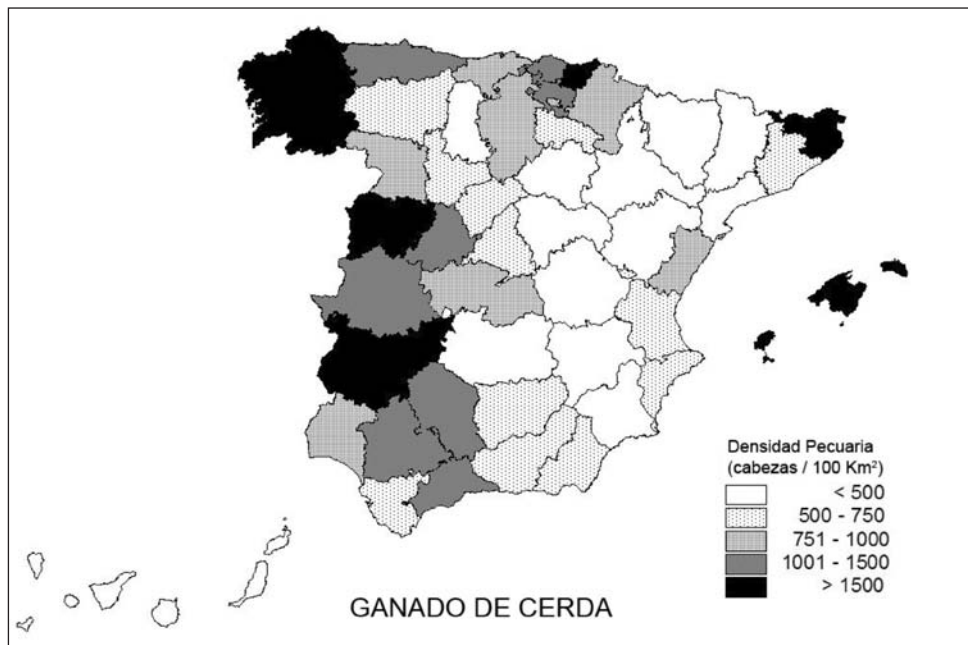 Densidad Pecuaria
(cabezas / 100 Km²)
< 500
500 - 750
751 - 1000
1001 - 1500
> 1500
GANADO DE CERDA